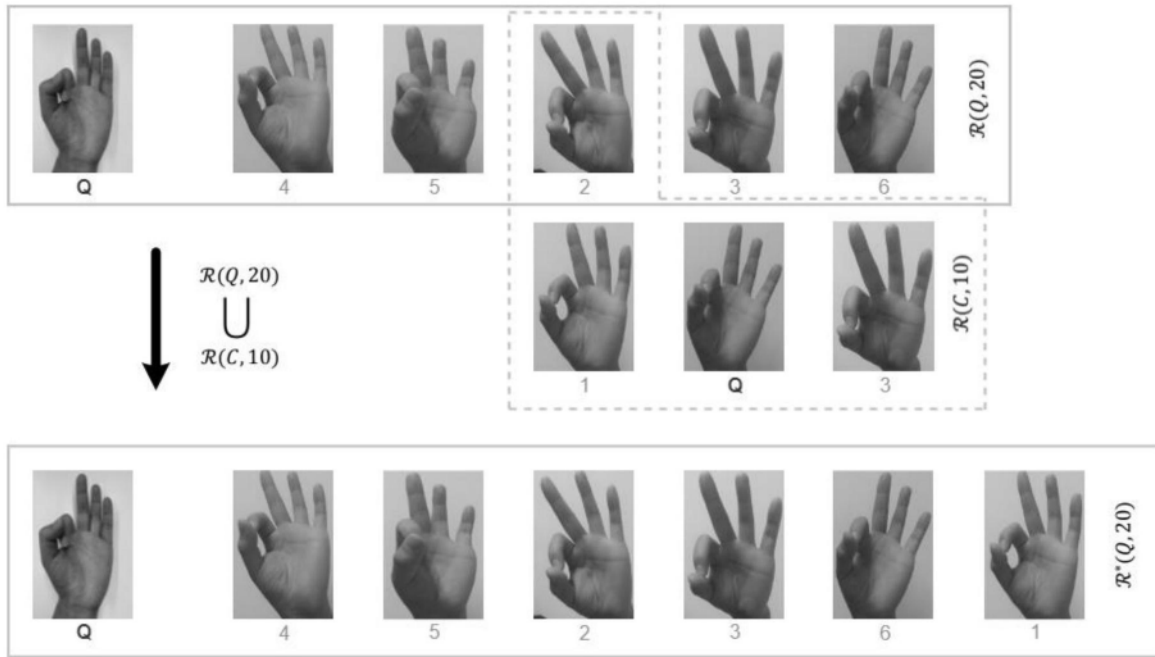 Q 4 5 2 3 6
ℛ(Q,20)
ℛ(Q,20)
⋃
ℛ(C,10)
1 Q 3
ℛ(C,10)
Q 4 5 2 3 6 1
ℛ*(Q,20)